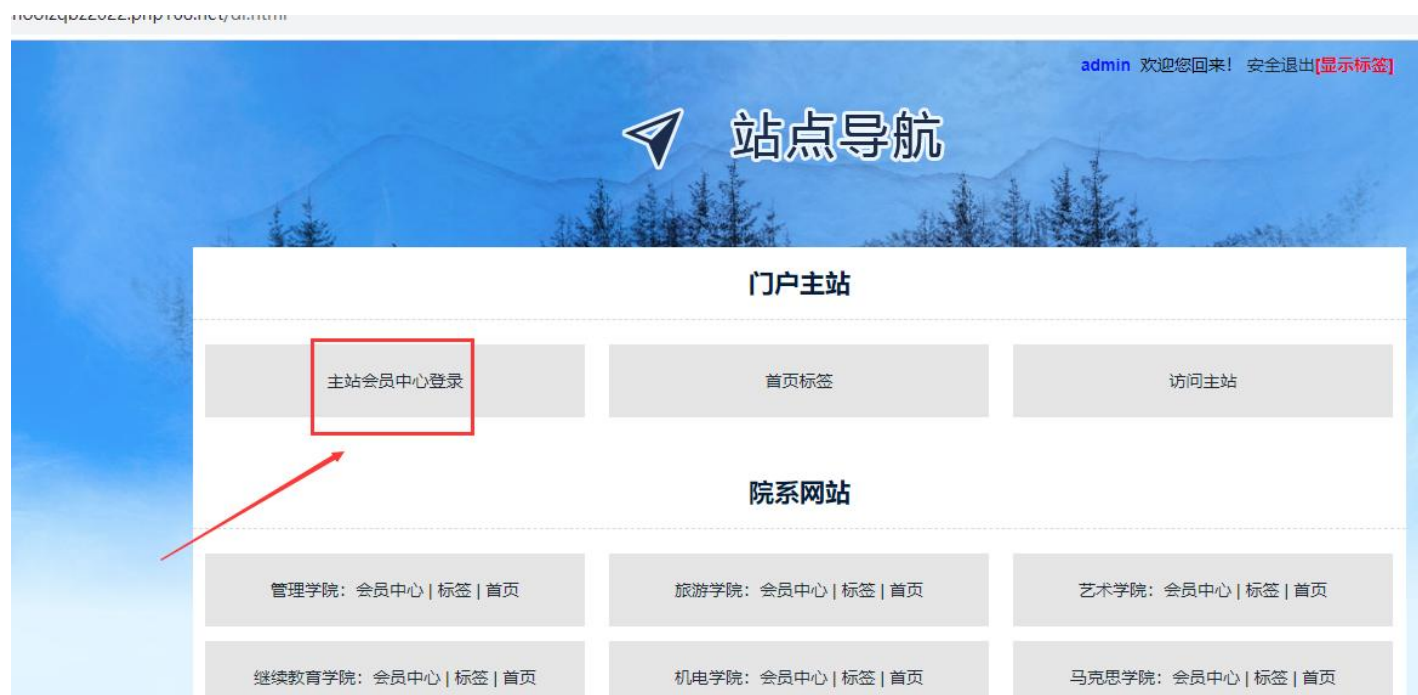 admin 欢迎您回来! 安全退出[显示标签]
站点导航
门户主站
主站会员中心登录 首页标签 访问主站
院系网站
管理学院：会员中心 | 标签 | 首页 旅游学院：会员中心 | 标签 | 首页 艺术学院：会员中心 | 标签 | 首页
继续教育学院：会员中心 | 标签 | 首页 机电学院：会员中心 | 标签 | 首页 马克思学院：会员中心 | 标签 | 首页